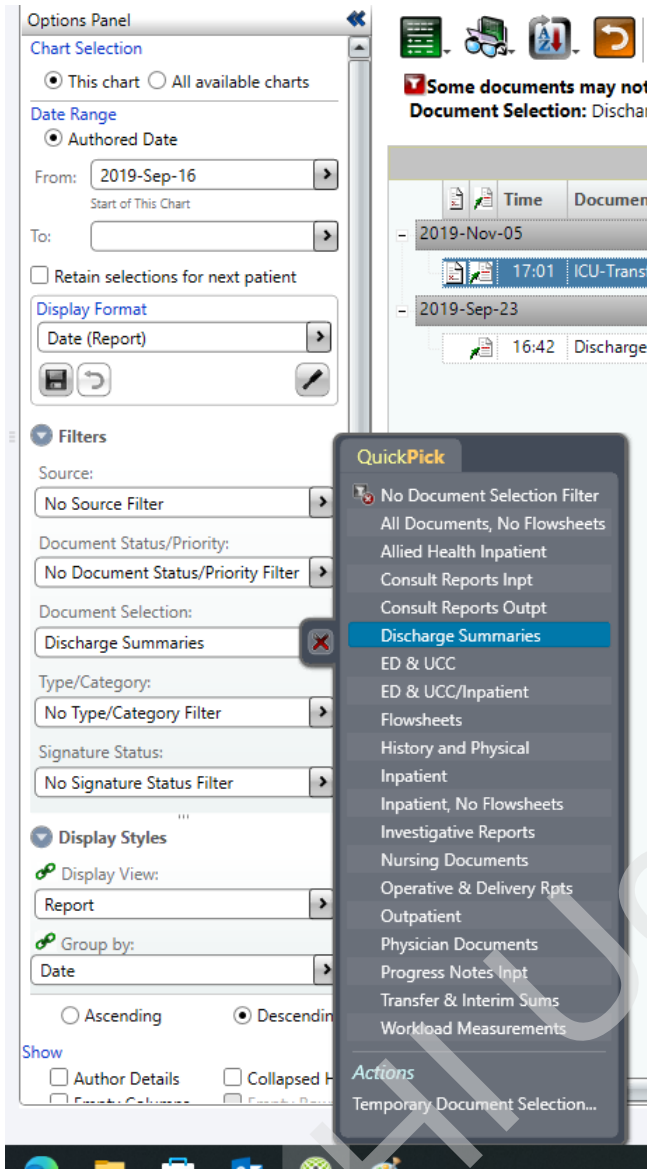 Options Panel
Chart Selection
This chart All available charts
Date Range
Authored Date
From: 2019-Sep-16
Start of This Chart
To:
Retain selections for next patient
Display Format
Date (Report)
Filters
Source:
No Source Filter
Document Status/Priority:
No Document Status/Priority Filter
Document Selection:
Discharge Summaries
Type/Category:
No Type/Category Filter
Signature Status:
No Signature Status Filter
Display Styles
Display View:
Report
Group by:
Date
Ascending Descendin
Show
Author Details Collapsed H
Some documents may not
Document Selection: Dischar
Time Documen
2019-Nov-05
17:01 ICU-Transf
2019-Sep-23
16:42 Discharge
QuickPick
No Document Selection Filter
All Documents, No Flowsheets
Allied Health Inpatient
Consult Reports Inpt
Consult Reports Outpt
Discharge Summaries
ED & UCC
ED & UCC/Inpatient
Flowsheets
History and Physical
Inpatient
Inpatient, No Flowsheets
Investigative Reports
Nursing Documents
Operative & Delivery Rpts
Outpatient
Physician Documents
Progress Notes Inpt
Transfer & Interim Sums
Workload Measurements
Actions
Temporary Document Selection...